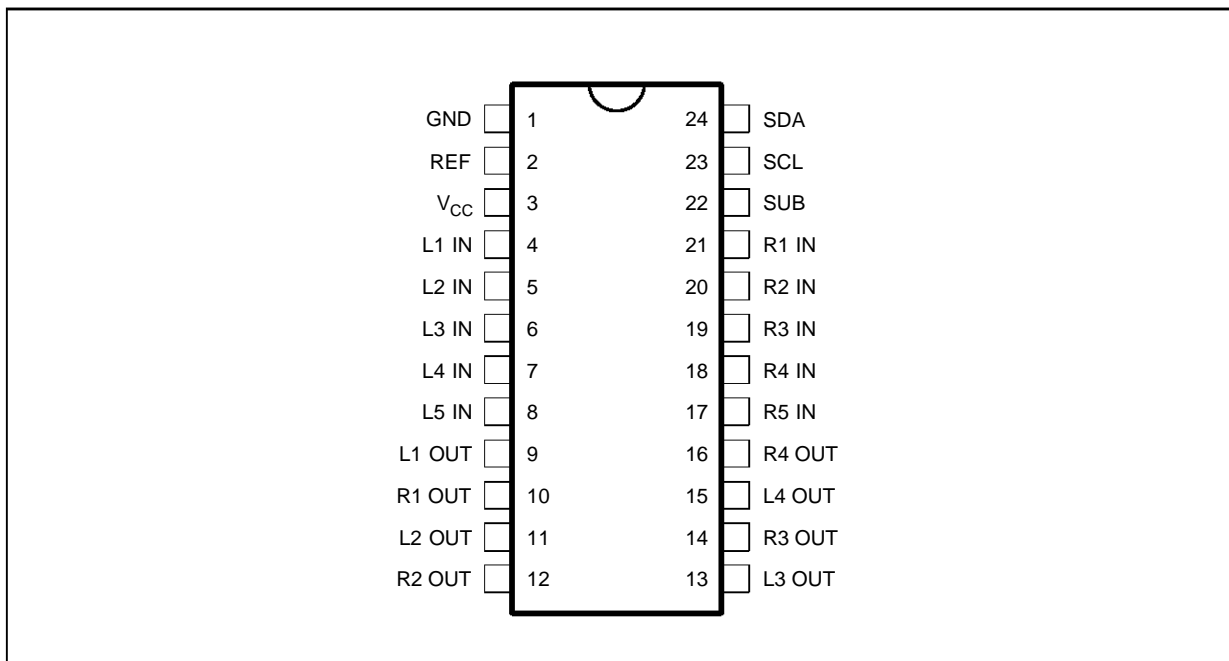 GND 1 24 SDA
REF 2 23 SCL
VCC 3 22 SUB
L1 IN 4 21 R1 IN
L2 IN 5 20 R2 IN
L3 IN 6 19 R3 IN
L4 IN 7 18 R4 IN
L5 IN 8 17 R5 IN
L1 OUT 9 16 R4 OUT
R1 OUT 10 15 L4 OUT
L2 OUT 11 14 R3 OUT
R2 OUT 12 13 L3 OUT